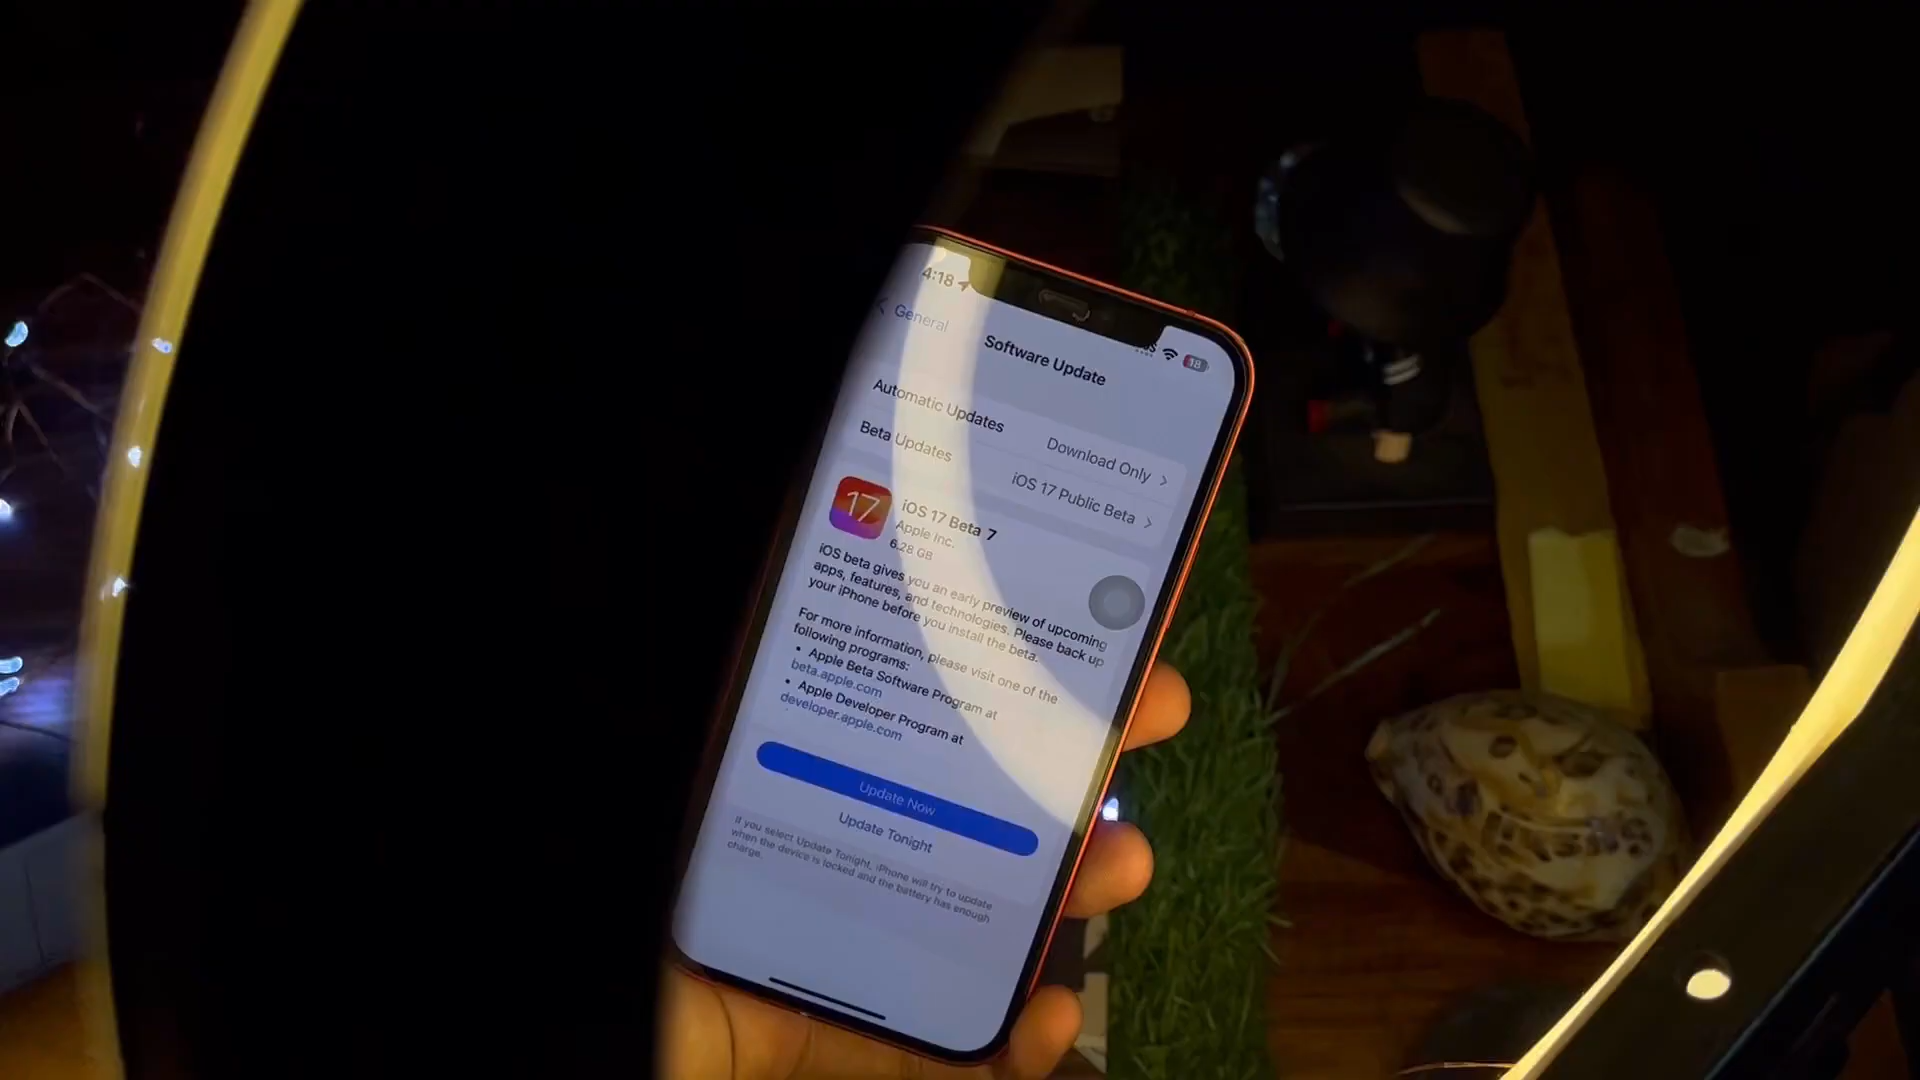 4:18
General
Software Update
18
Automatic Updates
Download Only
Beta Updates
iOS 17 Public Beta
17
iOS 17 Beta 7
Apple Inc.
6.28 GB
iOS beta gives you an early preview of upcoming
apps, features, and technologies. Please back up
your iPhone before you install the beta.
For more information, please visit one of the
following programs:
• Apple Beta Software Program at
beta.apple.com
• Apple Developer Program at
developer.apple.com
Update Now
Update Tonight
If you select Update Tonight, iPhone will try to update
when the device is locked and the battery has enough
charge.